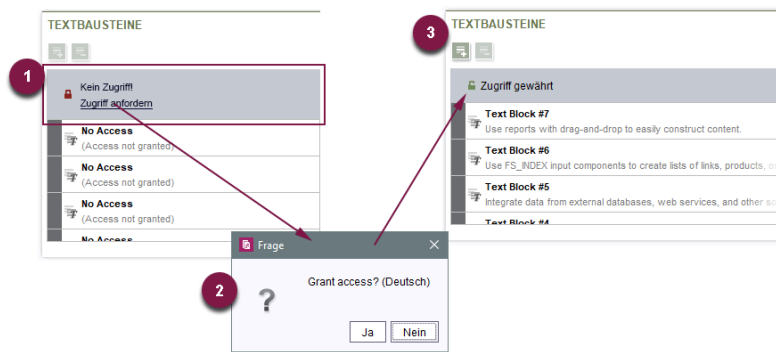 TEXTBAUSTEINE
1
Kein Zugriff!
Zugriff anfordern
No Access
(Access not granted)
No Access
(Access not granted)
No Access
(Access not granted)
No Access
2
Frage
Grant access? (Deutsch)
?
Ja
Nein
3
TEXTBAUSTEINE
Zugriff gewährt
Text Block #7
Use reports with drag-and-drop to easily construct content.
Text Block #6
Use FS_INDEX input components to create lists of links, products,
Text Block #5
Integrate data from external databases, web services, and other
Text Block #4